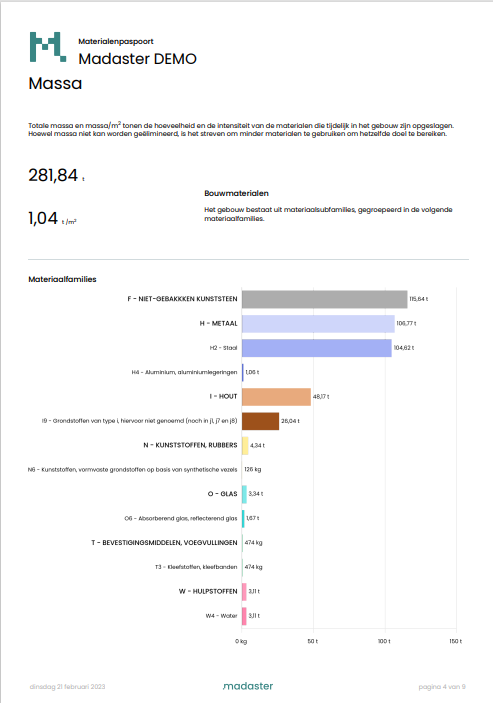 Materialenpaspoort
Madaster DEMO
Massa
Totale massa en massa/m² tonen de hoeveelheid en de intensiteit van de materialen die tijdelijk in het gebouw zijn opgeslagen.
Hoewel massa niet kan worden geëlimineerd, is het streven om minder materialen te gebruiken om hetzelfde doel te bereiken.
281,84 t
1,04 t /m²
Bouwmaterialen
Het gebouw bestaat uit materiaalsubfamilies, gegroepeerd in de volgende
materiaalfamilies.
Materiaalfamilies
F - NIET-GEBAKKKEN KUNSTSTEEN 115,64 t
H - METAAL 106,77 t
H2 - Staal 104,62 t
H4 - Aluminium, aluminiumlegeringen 1,06 t
I - HOUT 48,17 t
I9 - Grondstoffen van type i, hiervoor niet genoemd (noch in j1, j7 en j8) 26,04 t
N - KUNSTSTOFFEN, RUBBERS 4,34 t
N6 - Kunststoffen, vormvaste grondstoffen op basis van synthetische vezels 126 kg
O - GLAS 3,34 t
O6 - Absorberend glas, reflecterend glas 1,67 t
T - BEVESTIGINGSMIDDELEN, VOEGVULLINGEN 474 kg
T3 - Kleefstoffen, kleefbanden 474 kg
W - HULPSTOFFEN 3,11 t
W4 - Water 3,11 t
0 kg 50 t 100 t 150 t
dinsdag 21 februari 2023 madaster pagina 4 van 9